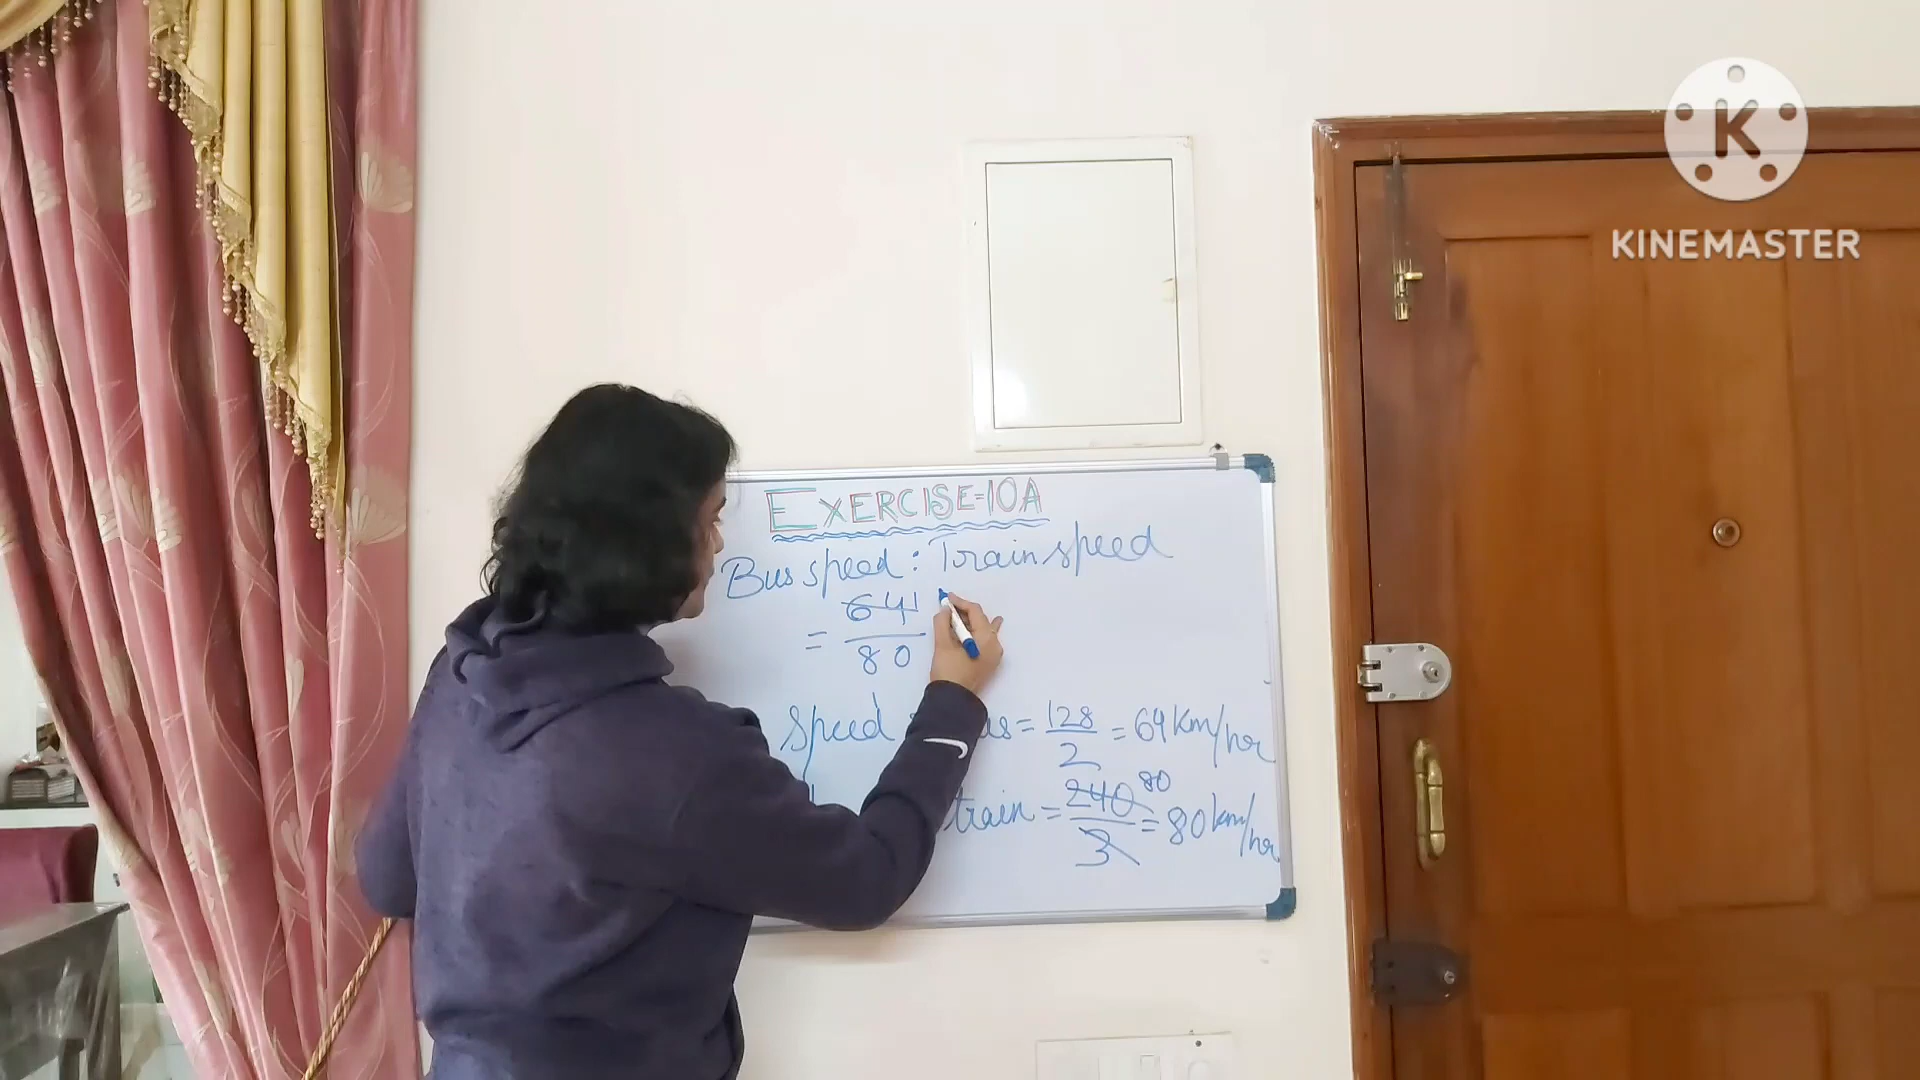 K
KINEMASTER
EXERCISE=10A
Bus speed : Train speed
= 64/80
Speed = 128/2 = 64 Km/hr
train = 240/3 80 = 80 km/hr